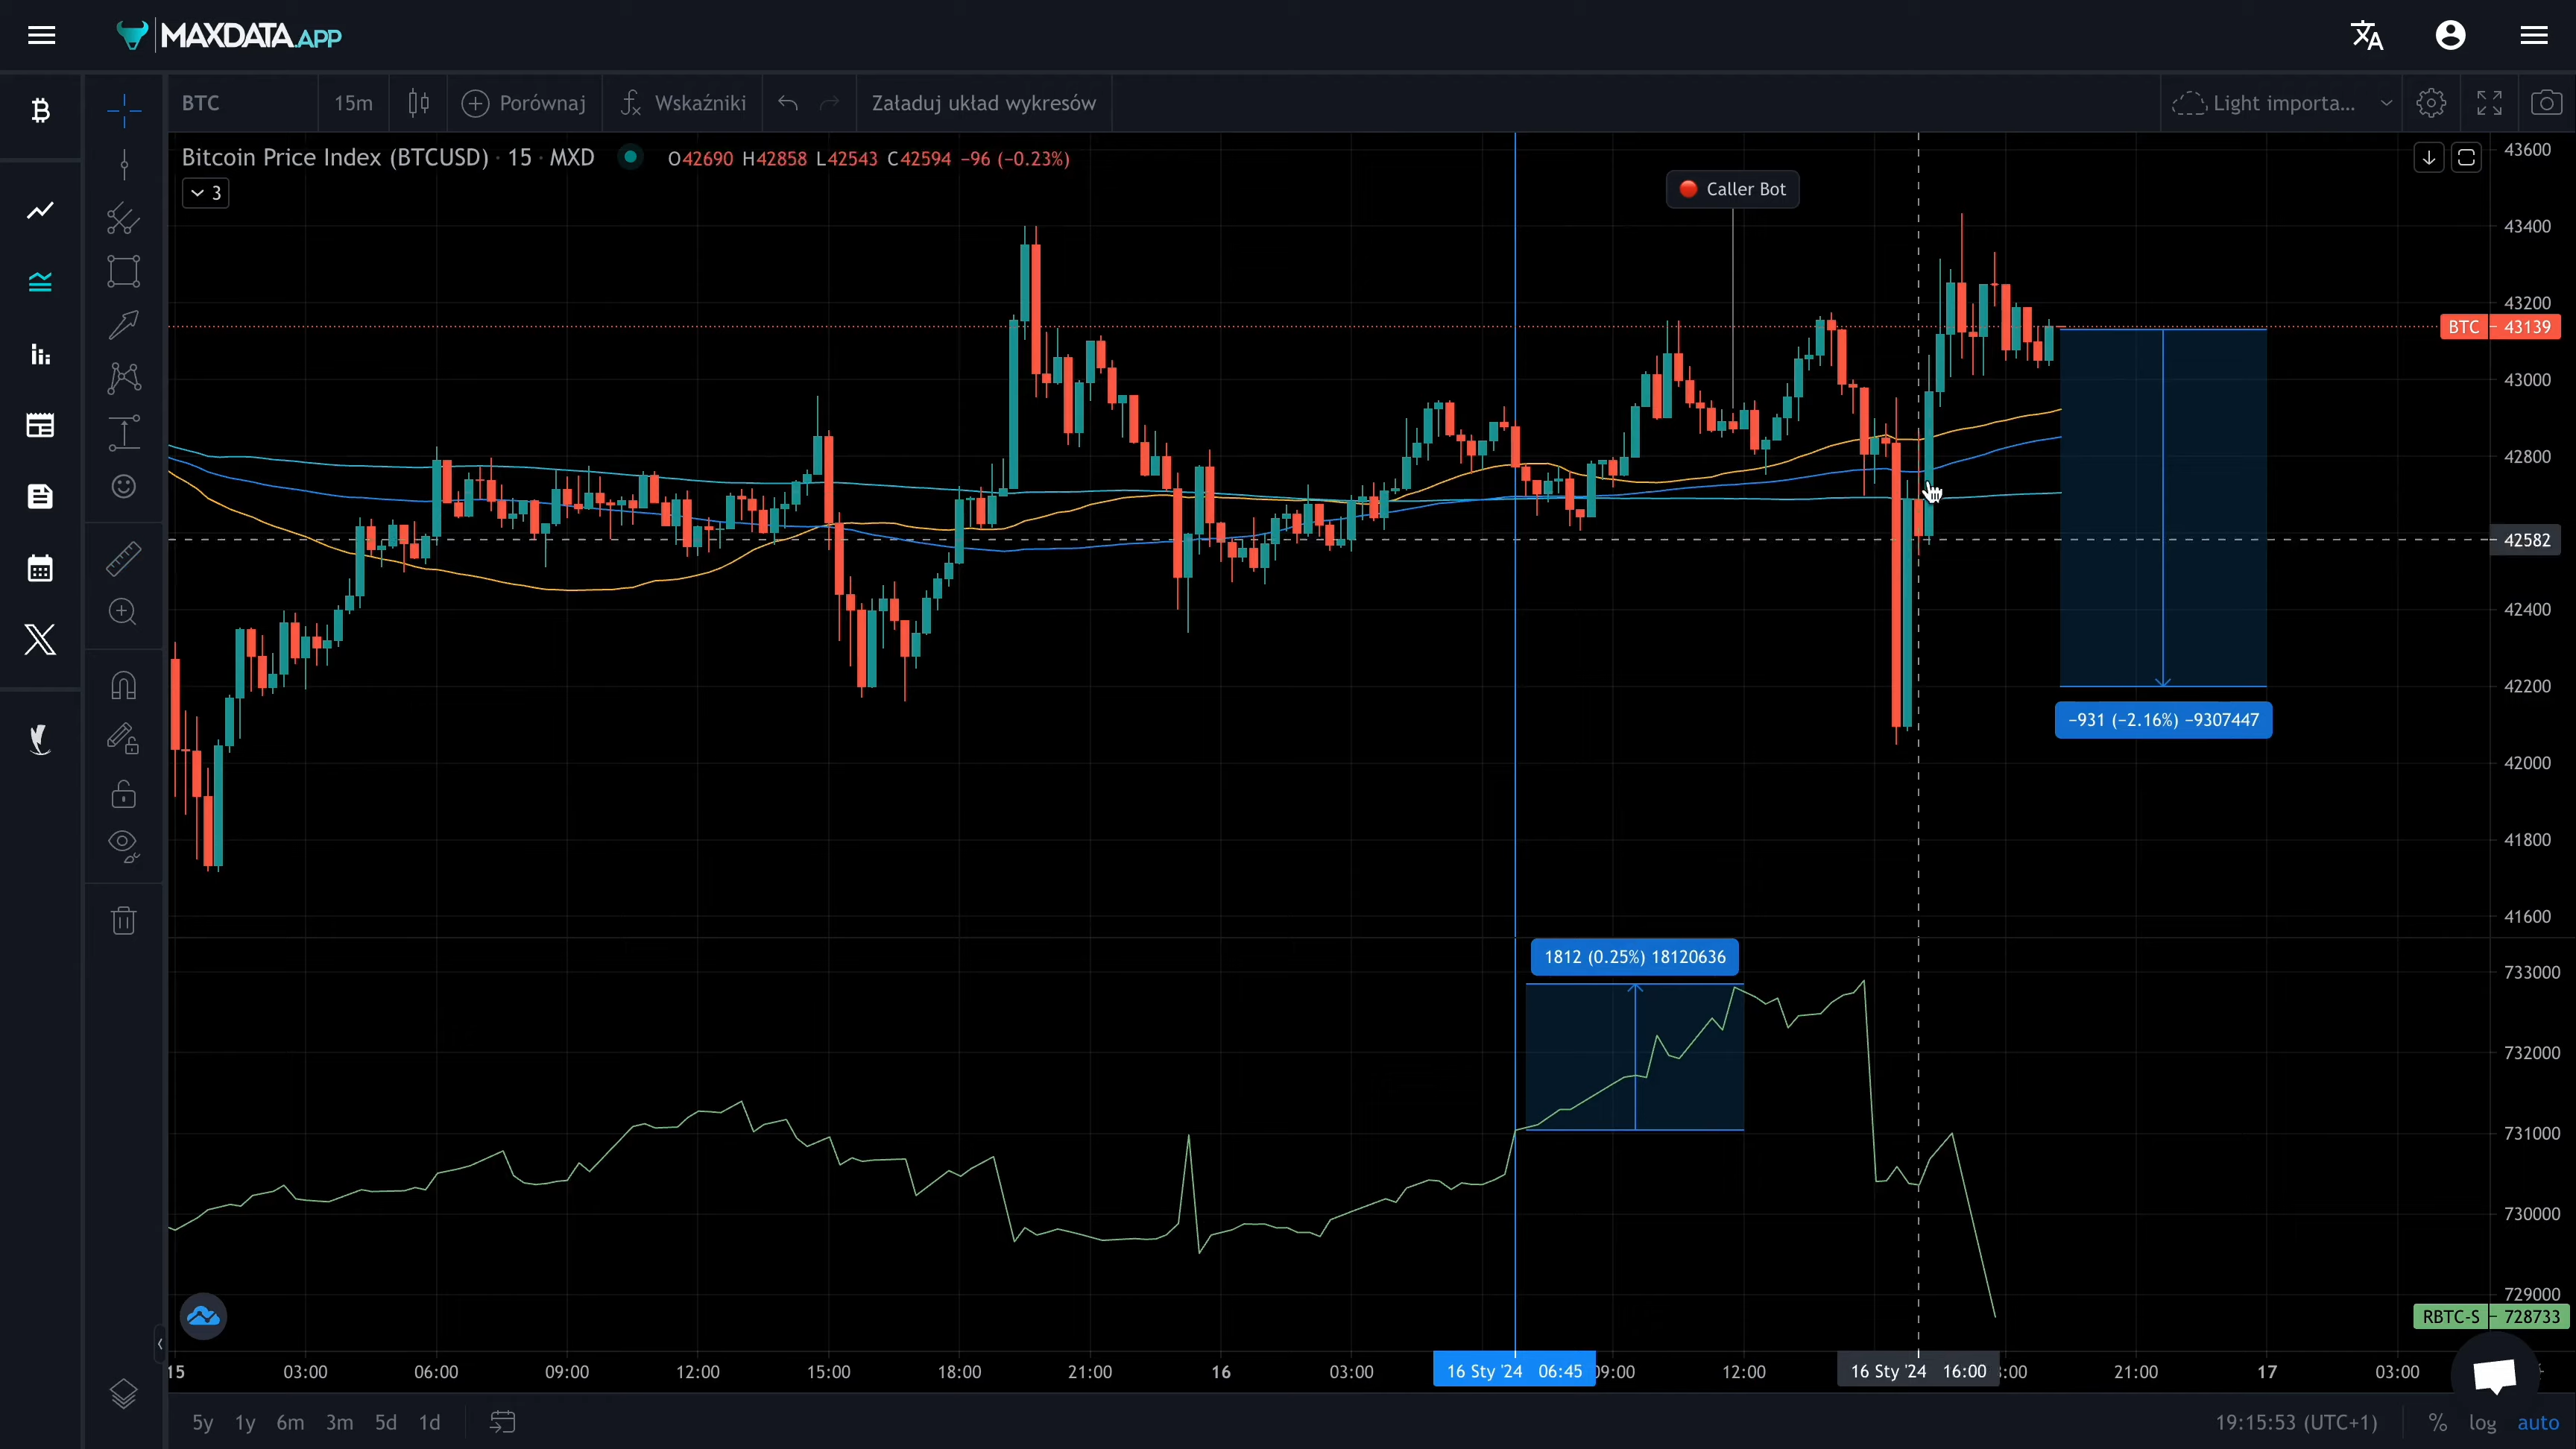 MAXDATA.APP
BTC 15m Porównaj Wskaźniki Załaduj układ wykresów Light importa...
Bitcoin Price Index (BTCUSD) · 15 · MXD O42690 H42858 L42543 C42594 −96 (−0.23%)
3
Caller Bot
43600
43400
43200
BTC 43139
43000
42800
42582
42400
42200
−931 (−2.16%) −9307447
42000
41800
41600
1812 (0.25%) 18120636
733000
732000
731000
730000
729000
RBTC-S 728733
15 03:00 06:00 09:00 12:00 15:00 18:00 21:00 16 03:00 16 Sty '24 06:45 09:00 12:00 16 Sty '24 16:00 :00 21:00 17 03:00
5y 1y 6m 3m 5d 1d 19:15:53 (UTC+1) % log auto